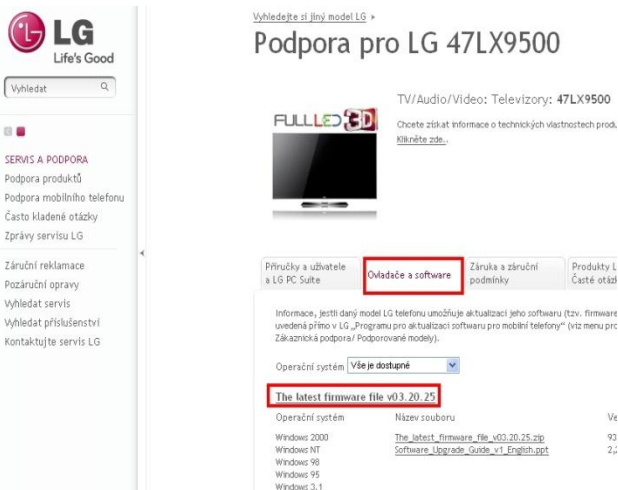 LG
Life's Good
Vyhledat
SERVIS A PODPORA
Podpora produktů
Podpora mobilního telefonu
Často kladené otázky
Zprávy servisu LG
Záruční reklamace
Pozáruční opravy
Vyhledat servis
Vyhledat příslušenství
Kontaktujte servis LG
Vyhledejte si jiný model LG
Podpora pro LG 47LX9500
FULL LED 3D
TV/Audio/Video: Televizory: 47LX9500
Chcete získat informace o technických vlastnostech produ
Klikněte zde..
Příručky a uživatele
a LG PC Suite
Ovladače a software
Záruka a záruční
podmínky
Produkty L
Časté otáz
Informace, jestli daný model LG telefonu umožňuje aktualizaci jeho softwaru (tzv. firmware
uvedená přímo v LG „Programu pro aktualizaci softwaru pro mobilní telefony“ (viz menu pro
Zákaznická podpora/ Podporované modely).
Operační systém Vše je dostupné
The latest firmware file v03.20.25
Operační systém Název souboru Ve
Windows 2000 The_latest_firmware_file_v03.20.25.zip 93
Windows NT Software_Upgrade_Guide_v1_English.ppt 2,
Windows 98
Windows 95
Windows 3.1